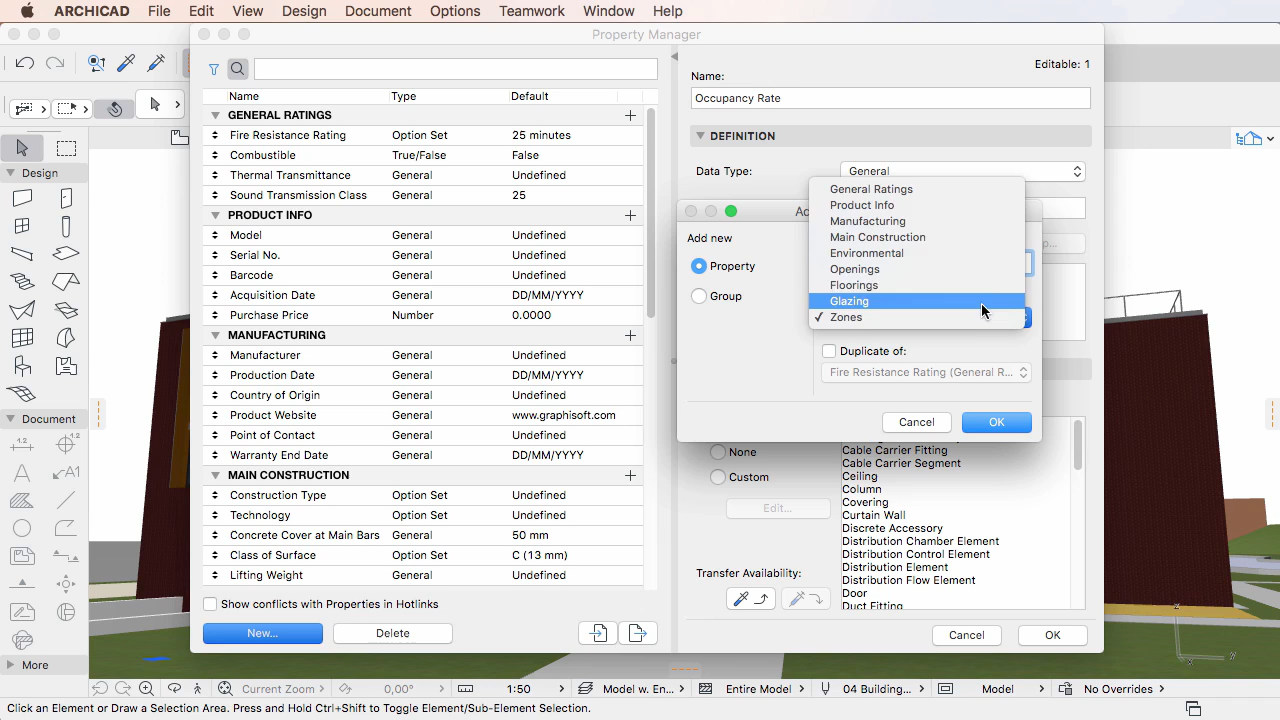 ARCHICAD File Edit View Design Document Options Teamwork Window Help
Property Manager
Editable: 1
Name:
Occupancy Rate
Name Type Default
GENERAL RATINGS
Fire Resistance Rating Option Set 25 minutes
Combustible True/False False
Thermal Transmittance General Undefined
Sound Transmission Class General 25
PRODUCT INFO
Model General Undefined
Serial No. General Undefined
Barcode General Undefined
Acquisition Date General DD/MM/YYYY
Purchase Price Number 0.0000
MANUFACTURING
Manufacturer General Undefined
Production Date General DD/MM/YYYY
Country of Origin General Undefined
Product Website General www.graphisoft.com
Point of Contact General Undefined
Warranty End Date General DD/MM/YYYY
MAIN CONSTRUCTION
Construction Type Option Set Undefined
Technology Option Set Undefined
Concrete Cover at Main Bars General 50 mm
Class of Surface Option Set C (13 mm)
Lifting Weight General Undefined
Show conflicts with Properties in Hotlinks
New... Delete
DEFINITION
Data Type: General
Add new
Property
Group
General Ratings
Product Info
Manufacturing
Main Construction
Environmental
Openings
Floorings
Glazing
✓ Zones
Duplicate of:
Fire Resistance Rating (General R...
Cancel OK
None
Custom
Edit...
Cable Carrier Fitting
Cable Carrier Segment
Ceiling
Column
Covering
Curtain Wall
Discrete Accessory
Distribution Chamber Element
Distribution Control Element
Distribution Element
Distribution Flow Element
Door
Duct Fitting
Transfer Availability:
Cancel OK
Design
Document
1.2
1.2
A1
More
Current Zoom 0,00° 1:50 Model w. En... Entire Model 04 Building... Model No Overrides
Click an Element or Draw a Selection Area. Press and Hold Ctrl+Shift to Toggle Element/Sub-Element Selection.